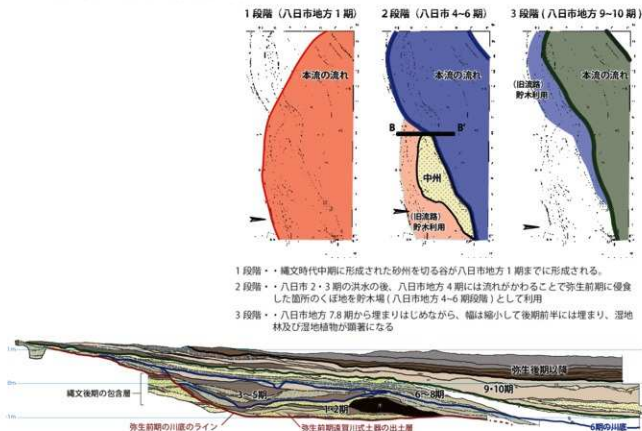 1 段階（八日市地方 1 期）
2 段階（八日市 4~6 期）
3 段階 ( 八日市地方 9~10 期 )
本流の流れ
本流の流れ
本流の流れ
(旧流路)
貯木利用
B
B'
中州
(旧流路)
貯木利用
1 段階・・縄文時代中期に形成された砂州を切る谷が八日市地方 1 期までに形成される。
2 段階・・八日市 2・3 期の洪水の後、八日市地方 4 期には流れがかわることで弥生前期に侵食
した箇所のくぼ地を貯木場 ( 八日市地方 4~6 期段階 ) として利用
3 段階・・八日市地方 7.8 期から埋まりはじめながら、幅は縮小して後期前半には埋まり、湿地
林及び湿地植物が顕著になる
弥生後期以降
縄文後期の包含層
3～5期
6～8期
9・10期
1・2期
弥生前期の川底のライン
弥生前期遠賀川式土器の出土層
6期の川底